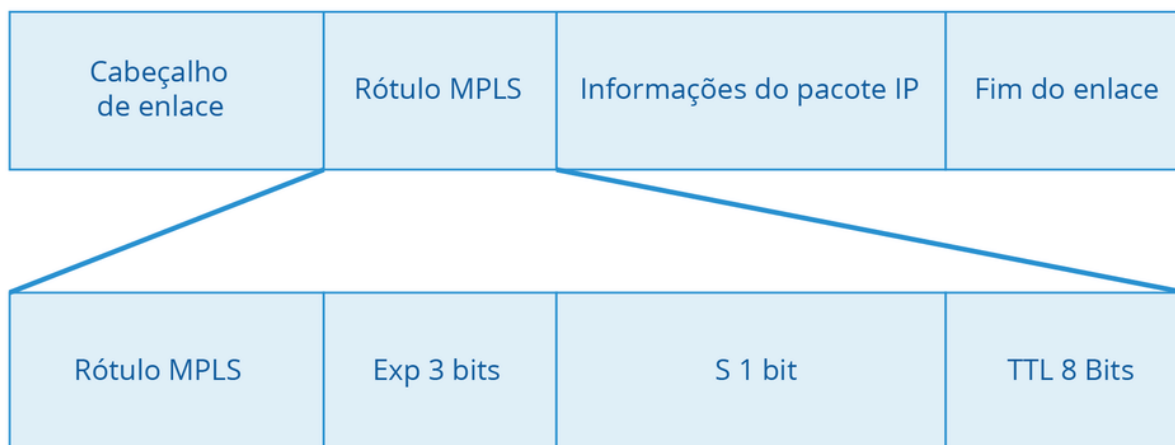 Cabeçalho
de enlace
Rótulo MPLS
Informações do pacote IP
Fim do enlace
Rótulo MPLS
Exp 3 bits
S 1 bit
TTL 8 Bits